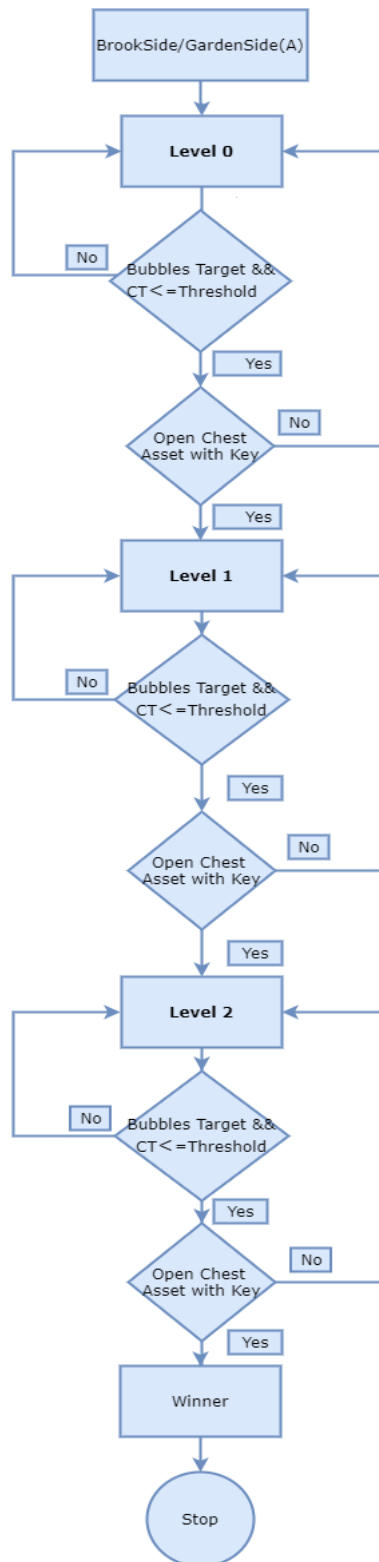 BrookSide/GardenSide(A)
Level 0
No
Bubbles Target &&
CT<=Threshold
Yes
No
Open Chest
Asset with Key
Yes
Level 1
No
Bubbles Target &&
CT<=Threshold
Yes
No
Open Chest
Asset with Key
Yes
Level 2
No
Bubbles Target &&
CT<=Threshold
Yes
No
Open Chest
Asset with Key
Yes
Winner
Stop